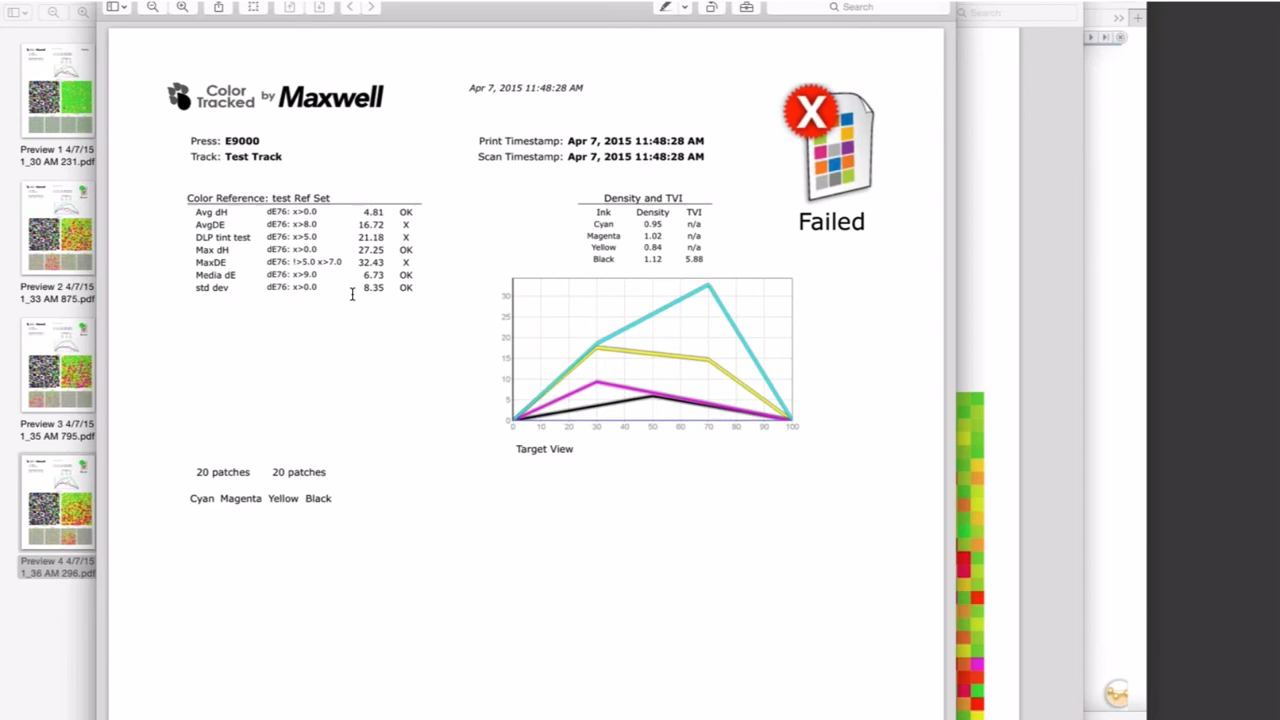 Search
Search
Color Tracked by Maxwell
Apr 7, 2015 11:48:28 AM
Press: E9000
Track: Test Track
Print Timestamp: Apr 7, 2015 11:48:28 AM
Scan Timestamp: Apr 7, 2015 11:48:28 AM
Failed
Color Reference: test Ref Set
Avg dH dE76: x>0.0 4.81 OK
AvgDE dE76: x>8.0 16.72 X
DLP tint test dE76: x>5.0 21.18 X
Max dH dE76: x>0.0 27.25 OK
MaxDE dE76: !>5.0 x>7.0 32.43 X
Media dE dE76: x>9.0 6.73 OK
std dev dE76: x>0.0 8.35 OK
Density and TVI
Ink Density TVI
Cyan 0.95 n/a
Magenta 1.02 n/a
Yellow 0.84 n/a
Black 1.12 5.88
30
25
20
15
10
5
0
0 10 20 30 40 50 60 70 80 90 100
Target View
20 patches 20 patches
Cyan Magenta Yellow Black
Preview 1 4/7/15
1_30 AM 231.pdf
Preview 2 4/7/15
1_33 AM 875.pdf
Preview 3 4/7/15
1_35 AM 795.pdf
Preview 4 4/7/15
1_36 AM 296.pdf